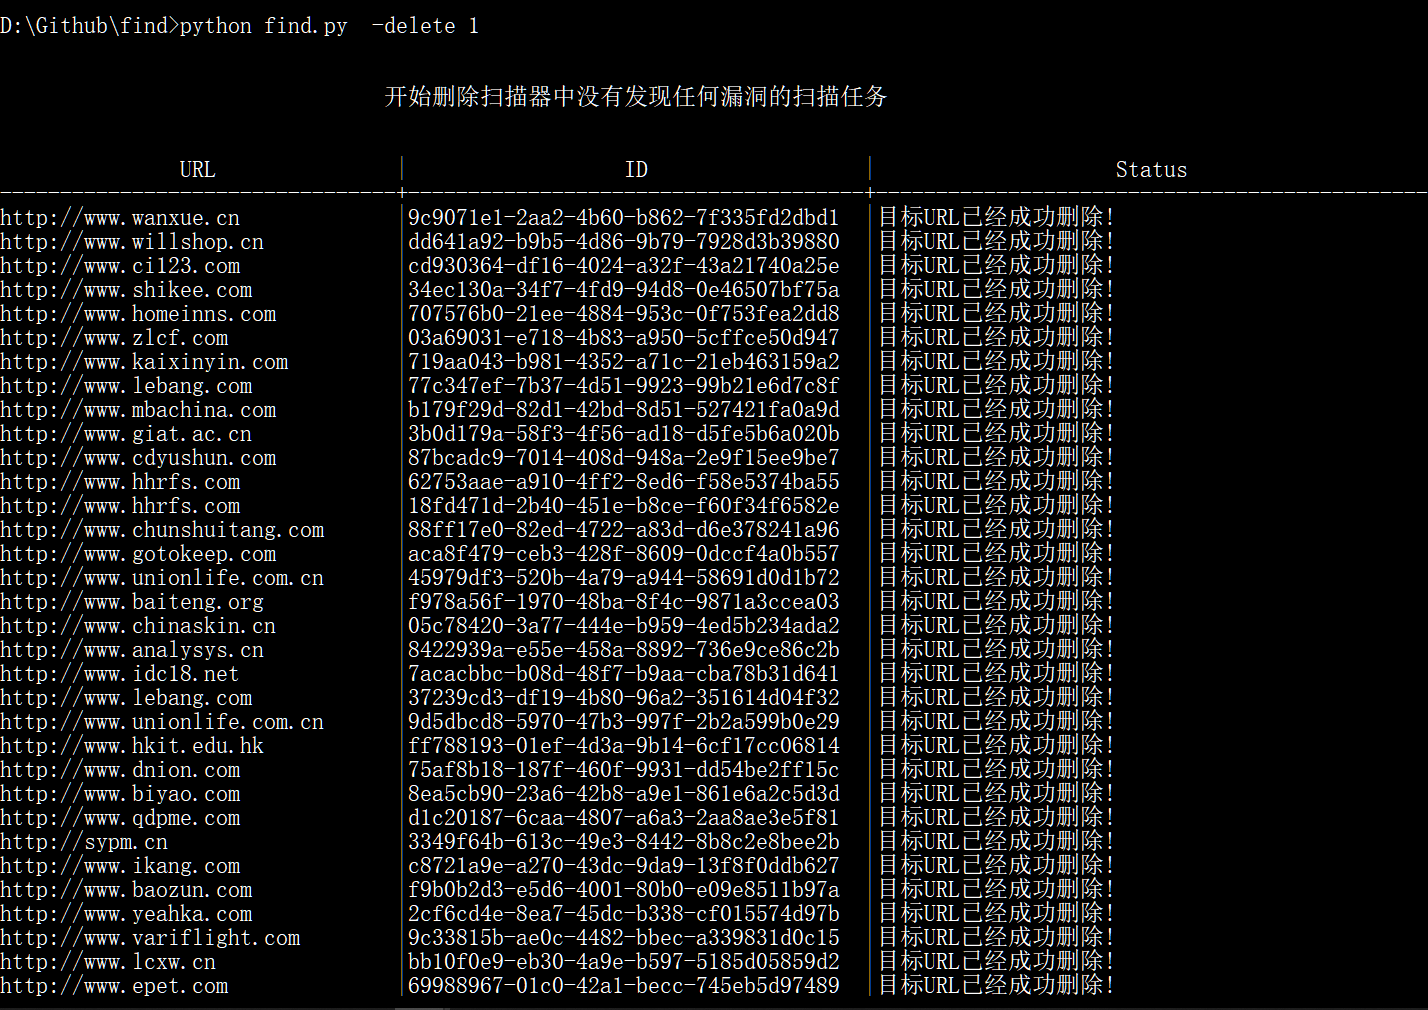 D:\Github\find>python find.py  -delete 1
开始删除扫描器中没有发现任何漏洞的扫描任务
URL | ID | Status
---------------------------------+---------------------------------------+-----------------------------------------------
http://www.wanxue.cn |9c9071e1-2aa2-4b60-b862-7f335fd2dbd1 |目标URL已经成功删除!
http://www.willshop.cn |dd641a92-b9b5-4d86-9b79-7928d3b39880 |目标URL已经成功删除!
http://www.ci123.com |cd930364-df16-4024-a32f-43a21740a25e |目标URL已经成功删除!
http://www.shikee.com |34ec130a-34f7-4fd9-94d8-0e46507bf75a |目标URL已经成功删除!
http://www.homeinns.com |707576b0-21ee-4884-953c-0f753fea2dd8 |目标URL已经成功删除!
http://www.zlcf.com |03a69031-e718-4b83-a950-5cffce50d947 |目标URL已经成功删除!
http://www.kaixinyin.com |719aa043-b981-4352-a71c-21eb463159a2 |目标URL已经成功删除!
http://www.lebang.com |77c347ef-7b37-4d51-9923-99b21e6d7c8f |目标URL已经成功删除!
http://www.mbachina.com |b179f29d-82d1-42bd-8d51-527421fa0a9d |目标URL已经成功删除!
http://www.giat.ac.cn |3b0d179a-58f3-4f56-ad18-d5fe5b6a020b |目标URL已经成功删除!
http://www.cdyushun.com |87bcadc9-7014-408d-948a-2e9f15ee9be7 |目标URL已经成功删除!
http://www.hhrfs.com |62753aae-a910-4ff2-8ed6-f58e5374ba55 |目标URL已经成功删除!
http://www.hhrfs.com |18fd471d-2b40-451e-b8ce-f60f34f6582e |目标URL已经成功删除!
http://www.chunshuitang.com |88ff17e0-82ed-4722-a83d-d6e378241a96 |目标URL已经成功删除!
http://www.gotokeep.com |aca8f479-ceb3-428f-8609-0dccf4a0b557 |目标URL已经成功删除!
http://www.unionlife.com.cn |45979df3-520b-4a79-a944-58691d0d1b72 |目标URL已经成功删除!
http://www.baiteng.org |f978a56f-1970-48ba-8f4c-9871a3ccea03 |目标URL已经成功删除!
http://www.chinaskin.cn |05c78420-3a77-444e-b959-4ed5b234ada2 |目标URL已经成功删除!
http://www.analysys.cn |8422939a-e55e-458a-8892-736e9ce86c2b |目标URL已经成功删除!
http://www.idc18.net |7acacbbc-b08d-48f7-b9aa-cba78b31d641 |目标URL已经成功删除!
http://www.lebang.com |37239cd3-df19-4b80-96a2-351614d04f32 |目标URL已经成功删除!
http://www.unionlife.com.cn |9d5dbcd8-5970-47b3-997f-2b2a599b0e29 |目标URL已经成功删除!
http://www.hkit.edu.hk |ff788193-01ef-4d3a-9b14-6cf17cc06814 |目标URL已经成功删除!
http://www.dnion.com |75af8b18-187f-460f-9931-dd54be2ff15c |目标URL已经成功删除!
http://www.biyao.com |8ea5cb90-23a6-42b8-a9e1-861e6a2c5d3d |目标URL已经成功删除!
http://www.qdpme.com |d1c20187-6caa-4807-a6a3-2aa8ae3e5f81 |目标URL已经成功删除!
http://sypm.cn |3349f64b-613c-49e3-8442-8b8c2e8bee2b |目标URL已经成功删除!
http://www.ikang.com |c8721a9e-a270-43dc-9da9-13f8f0ddb627 |目标URL已经成功删除!
http://www.baozun.com |f9b0b2d3-e5d6-4001-80b0-e09e8511b97a |目标URL已经成功删除!
http://www.yeahka.com |2cf6cd4e-8ea7-45dc-b338-cf015574d97b |目标URL已经成功删除!
http://www.variflight.com |9c33815b-ae0c-4482-bbec-a339831d0c15 |目标URL已经成功删除!
http://www.lcxw.cn |bb10f0e9-eb30-4a9e-b597-5185d05859d2 |目标URL已经成功删除!
http://www.epet.com |69988967-01c0-42a1-becc-745eb5d97489 |目标URL已经成功删除!